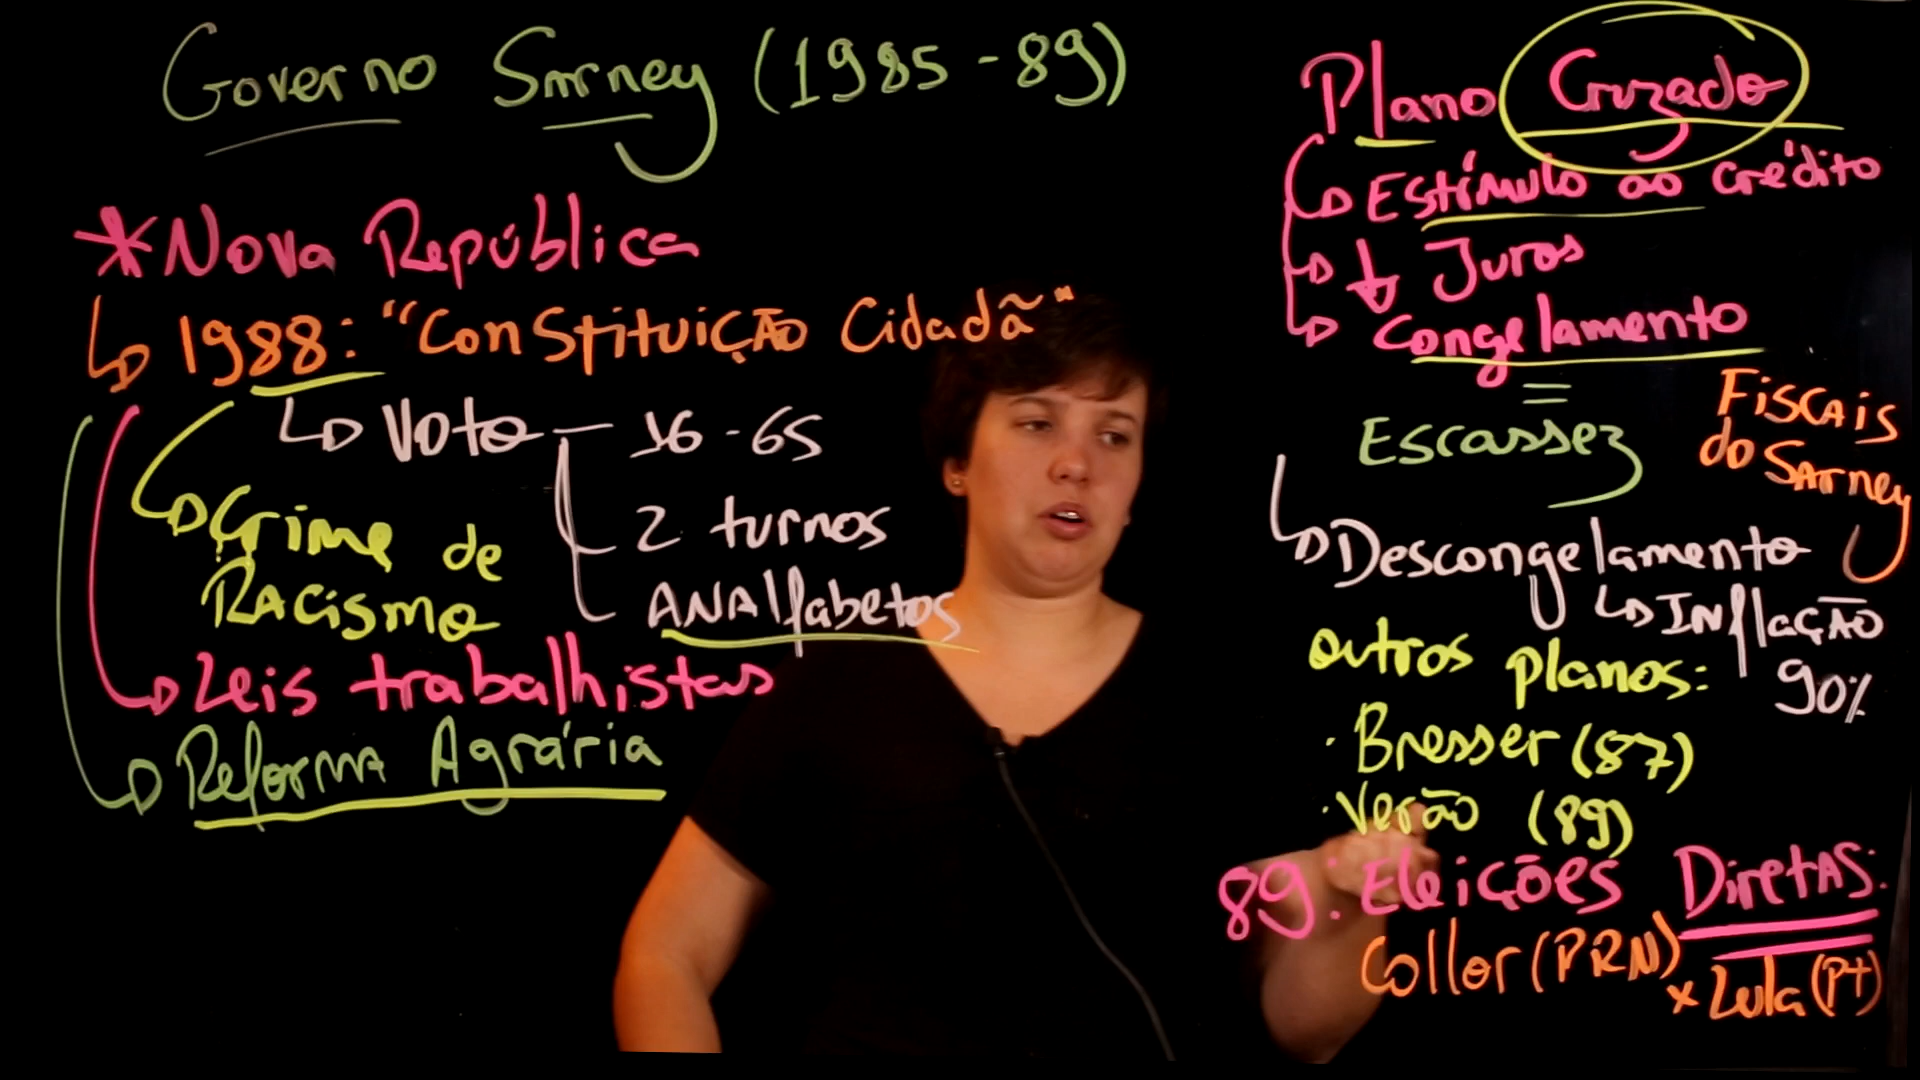 Governo Sarney (1985-89)
*Nova República
1988: "Constituição Cidadã"
Voto - 16-65
2 turnos
Analfabetos
Crime de
Racismo
Leis trabalhistas
Reforma Agrária
Plano Cruzado
Estímulo ao crédito
↓ Juros
Congelamento
=
Escassez
Fiscais
do Sarney
Descongelamento
Inflação
90%
outros planos:
· Bresser (87)
· Verão (89)
89: Eleições Diretas:
Collor (PRN)
x Lula (PT)